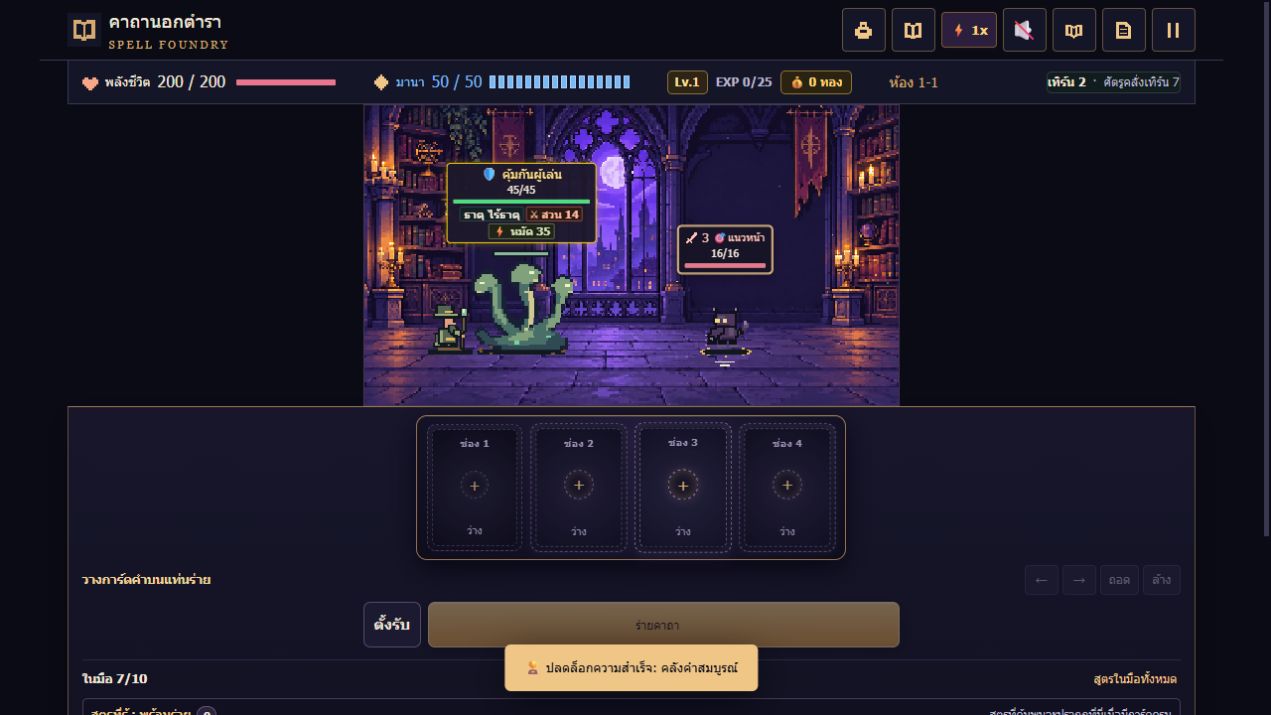 คาถานอกตำรา
SPELL FOUNDRY
1x
พลังชีวิต 200 / 200
มานา 50 / 50
Lv.1 EXP 0/25 0 ทอง
ห้อง 1-1
เทิร์น 2 · ศัตรูคลั่งเทิร์น 7
คุ้มกันผู้เล่น
45/45
ธาตุ ไร้ธาตุ สวน 14
หมัด 35
3 แนวหน้า
16/16
ช่อง 1 ช่อง 2 ช่อง 3 ช่อง 4
+ + + +
ว่าง ว่าง ว่าง ว่าง
วางการ์ดคำบนแท่นร่าย
← → ถอด ล้าง
ตั้งรับ ร่ายคาถา
ปลดล็อกความสำเร็จ: คลังคำสมบูรณ์
ในมือ 7/10 สูตรในมือทั้งหมด